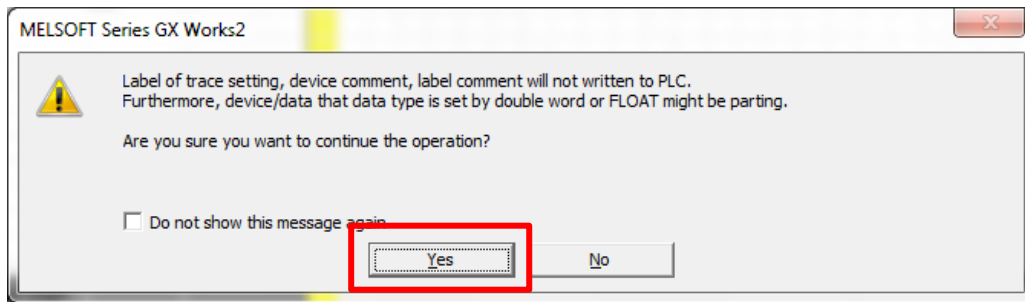 MELSOFT Series GX Works2
Label of trace setting, device comment, label comment will not written to PLC.
Furthermore, device/data that data type is set by double word or FLOAT might be parting.
Are you sure you want to continue the operation?
Do not show this message again
Yes
No